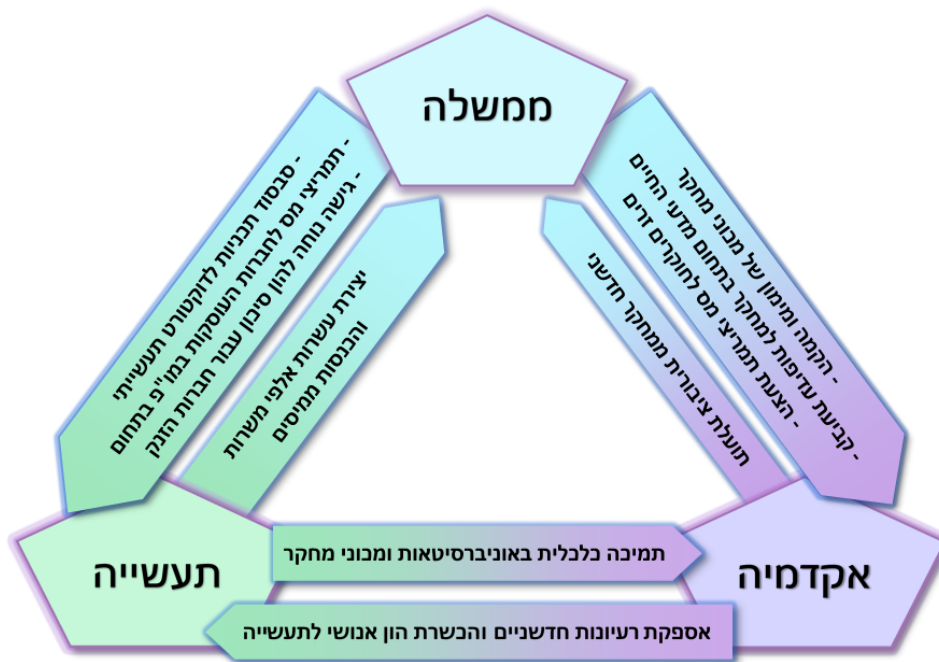 ממשלה
- סבסוד תכניות לדוקטורט תעשייתי
- תמריצי מס לחברות העוסקות במו"פ בתחום
- גישה נוחה להון סיכון עבור חברות הזנק
יצירת עשרות אלפי משרות
והכנסות ממיסים
- הקמה ומימון של מכוני מחקר
- קביעת עדיפות למחקר בתחום מדעי החיים
- הצעת תמריצי מס לחוקרים זרים
תועלת ציבורית ממחקר חדשני
תעשייה
תמיכה כלכלית באוניברסיטאות ומכוני מחקר
אקדמיה
אספקת רעיונות חדשניים והכשרת הון אנושי לתעשייה